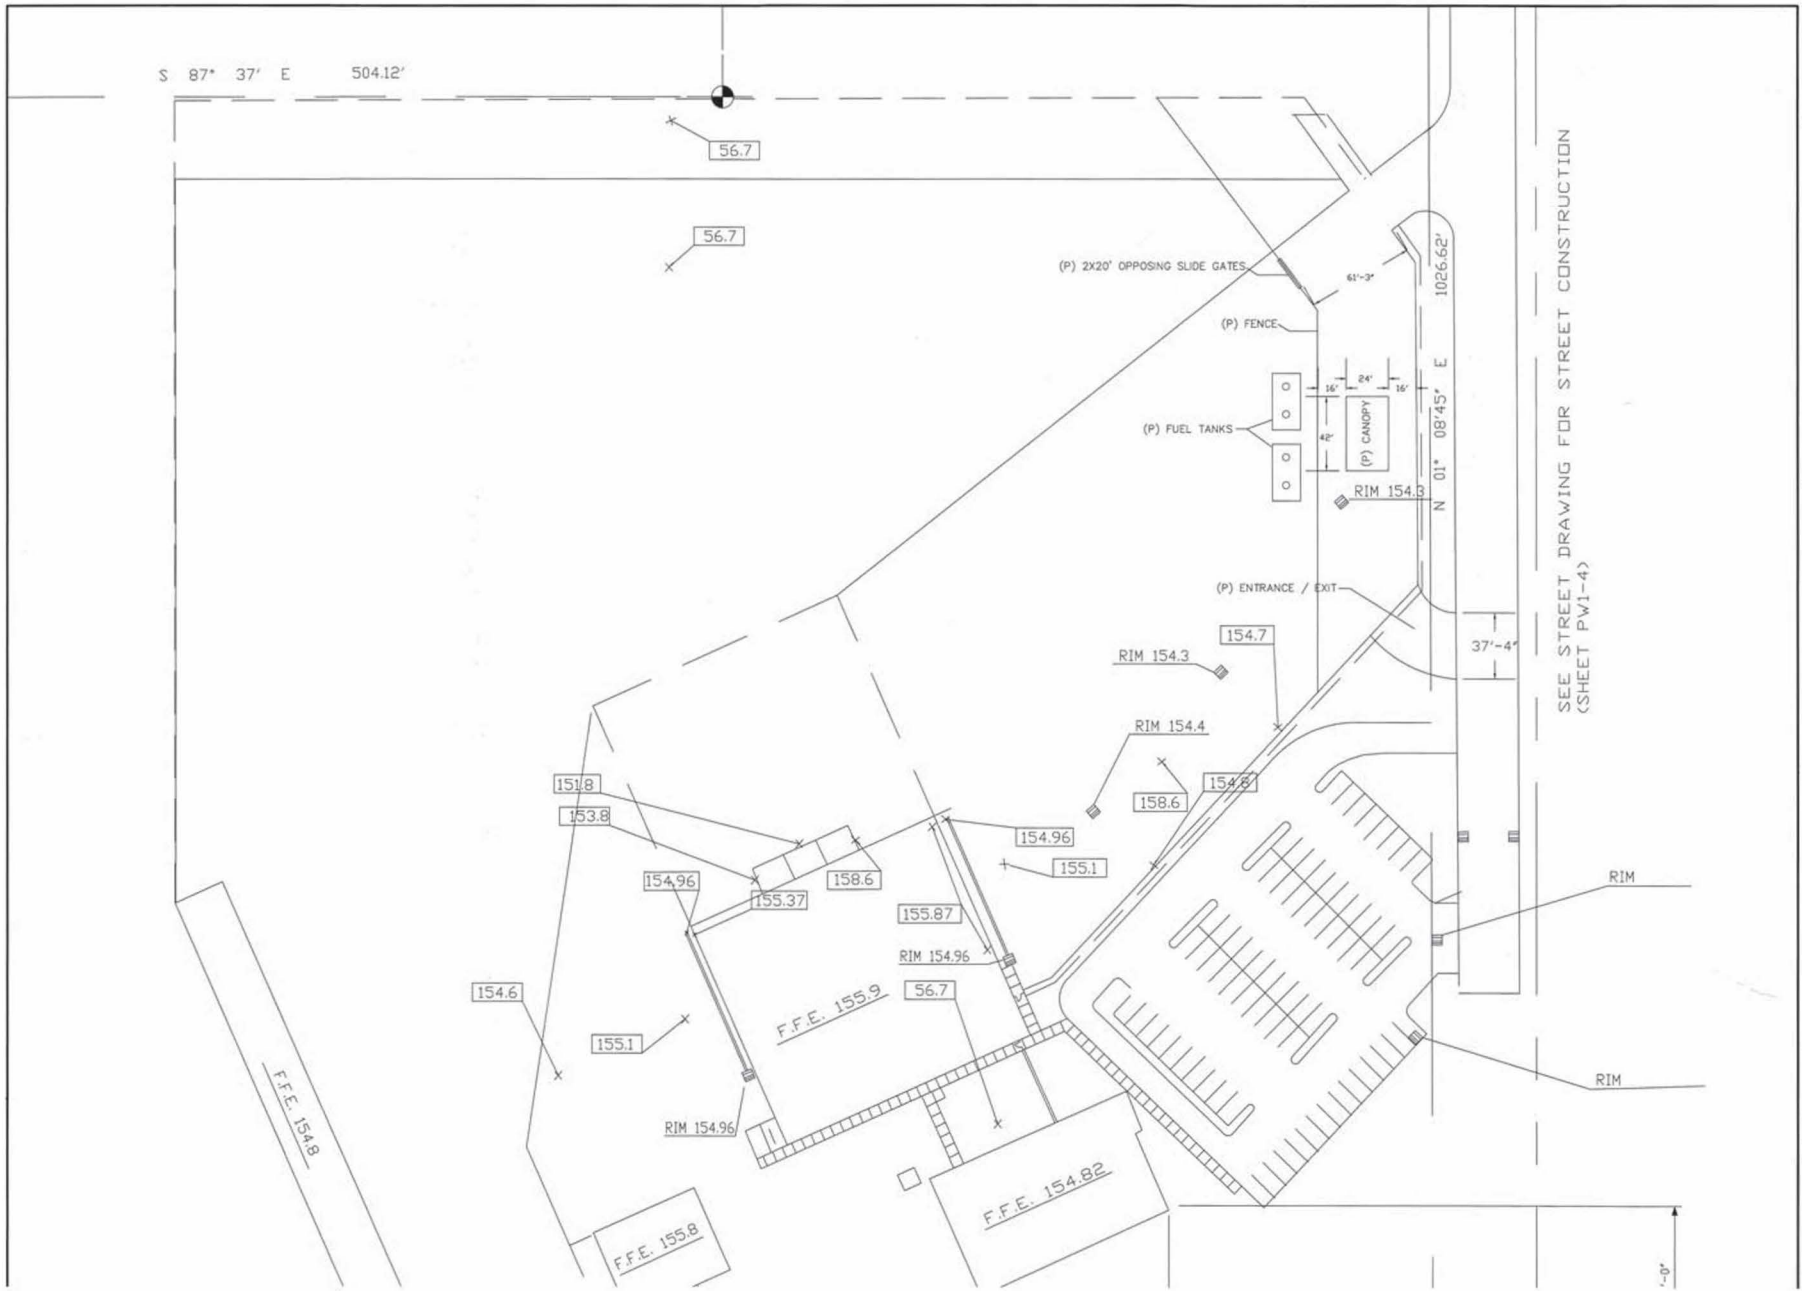 S 87° 37' E 504.12'
56.7
56.7
(P) 2X20' OPPOSING SLIDE GATES
61'-3"
(P) FENCE
16'
24'
16'
42'
(P) CANOPY
(P) FUEL TANKS
RIM 154.3
N 01° 08'45" E 1026.62'
SEE STREET DRAWING FOR STREET CONSTRUCTION
(SHEET PW1-4)
(P) ENTRANCE / EXIT
37'-4"
154.7
RIM 154.3
RIM 154.4
154.8
158.6
151.8
153.8
154.96
155.1
154.96
155.37
158.6
155.87
RIM
RIM 154.96
154.6
56.7
F.F.E. 155.9
155.1
RIM
F.F.E. 154.8
RIM 154.96
F.F.E. 154.82
F.F.E. 155.8
'-0"